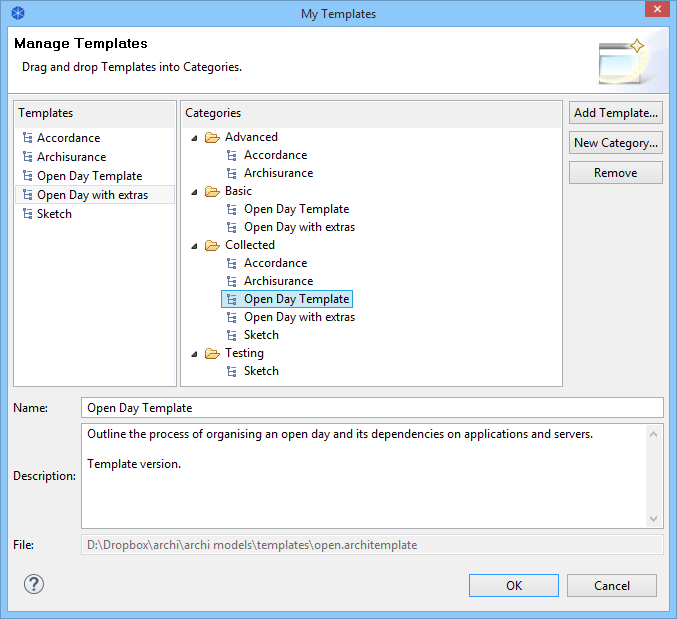 My Templates
Manage Templates
Drag and drop Templates into Categories.
Templates
Accordance
Archisurance
Open Day Template
Open Day with extras
Sketch
Categories
Advanced
Accordance
Archisurance
Basic
Open Day Template
Open Day with extras
Collected
Accordance
Archisurance
Open Day Template
Open Day with extras
Sketch
Testing
Sketch
Add Template...
New Category...
Remove
Name:
Open Day Template
Description:
Outline the process of organising an open day and its dependencies on applications and servers.
Template version.
File:
D:\Dropbox\archi\archi models\templates\open.architemplate
?
OK
Cancel